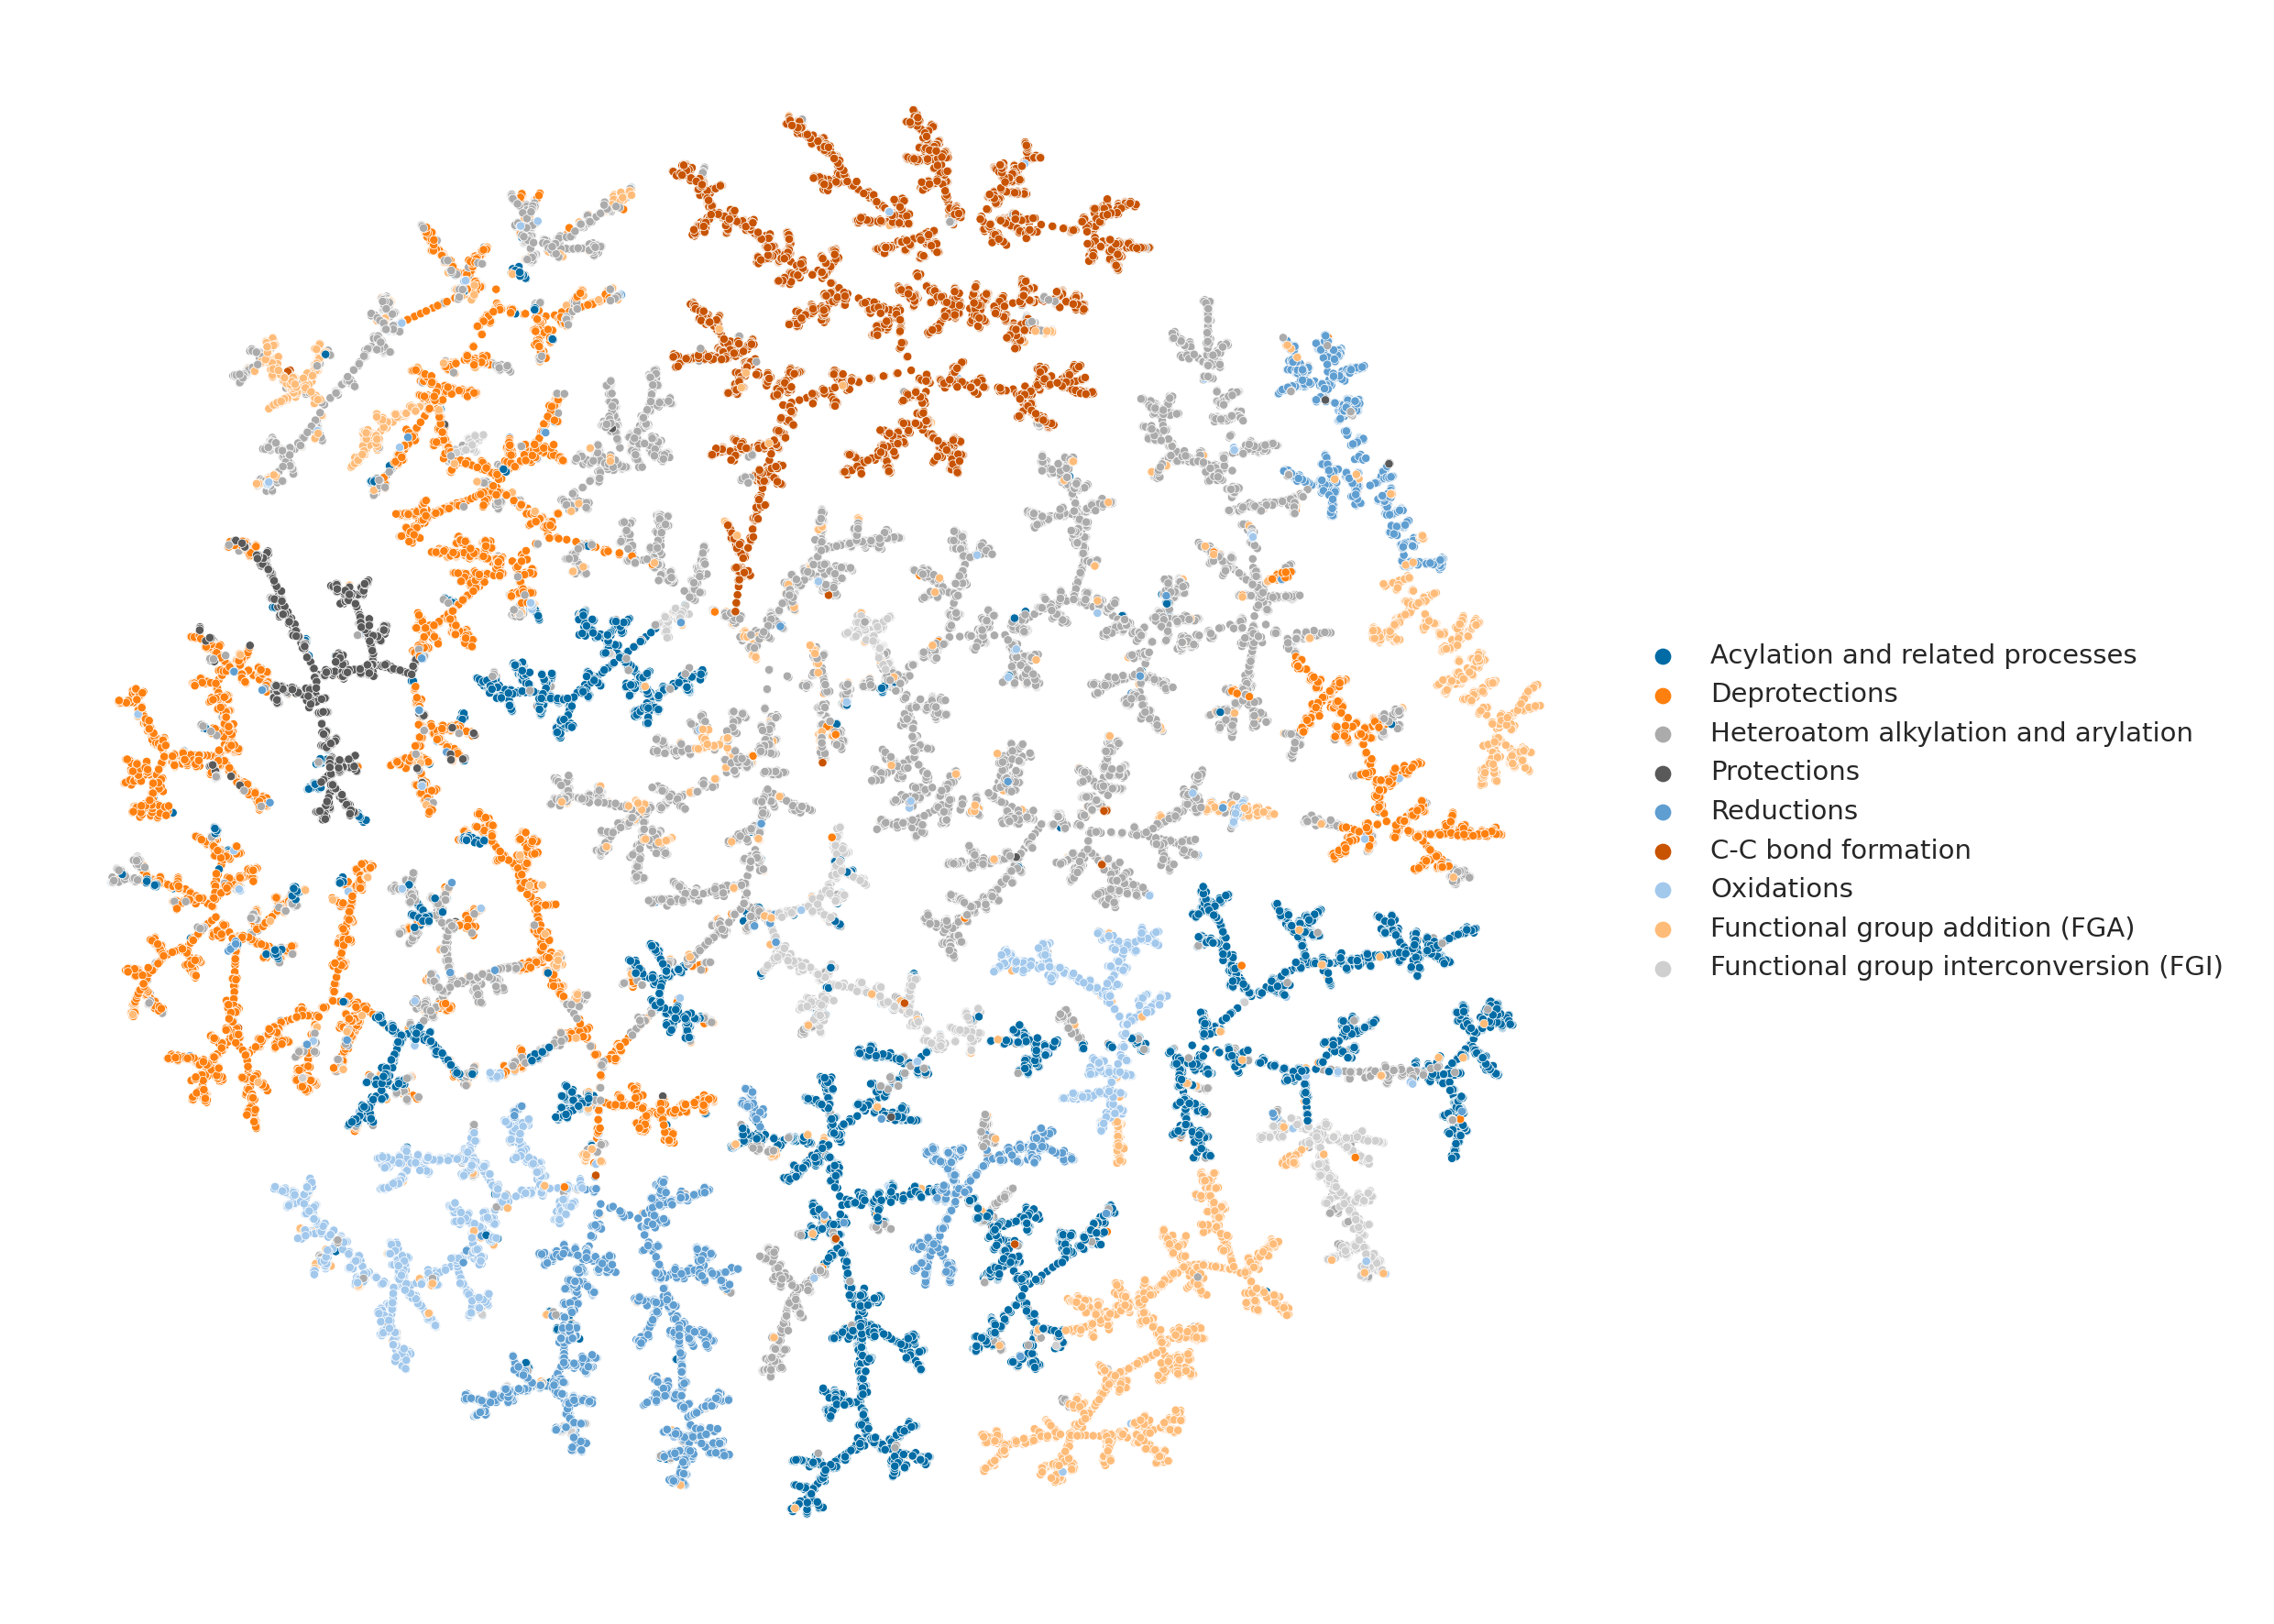 Acylation and related processes
Deprotections
Heteroatom alkylation and arylation
Protections
Reductions
C-C bond formation
Oxidations
Functional group addition (FGA)
Functional group interconversion (FGI)